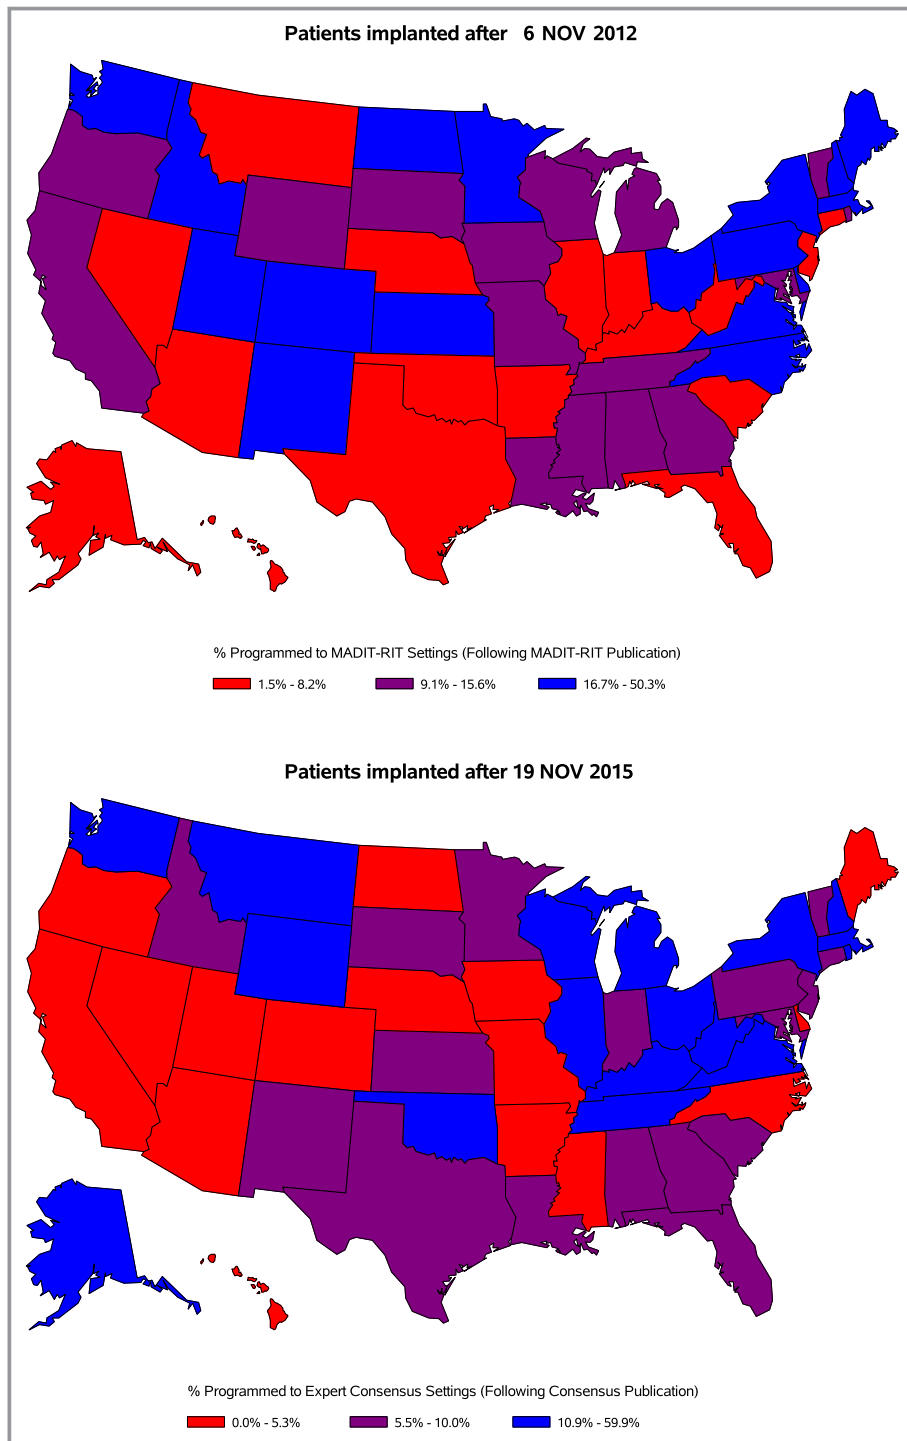 Patients implanted after 6 NOV 2012
% Programmed to MADIT-RIT Settings (Following MADIT-RIT Publication)
1.5% - 8.2% 9.1% - 15.6% 16.7% - 50.3%
Patients implanted after 19 NOV 2015
% Programmed to Expert Consensus Settings (Following Consensus Publication)
0.0% - 5.3% 5.5% - 10.0% 10.9% - 59.9%